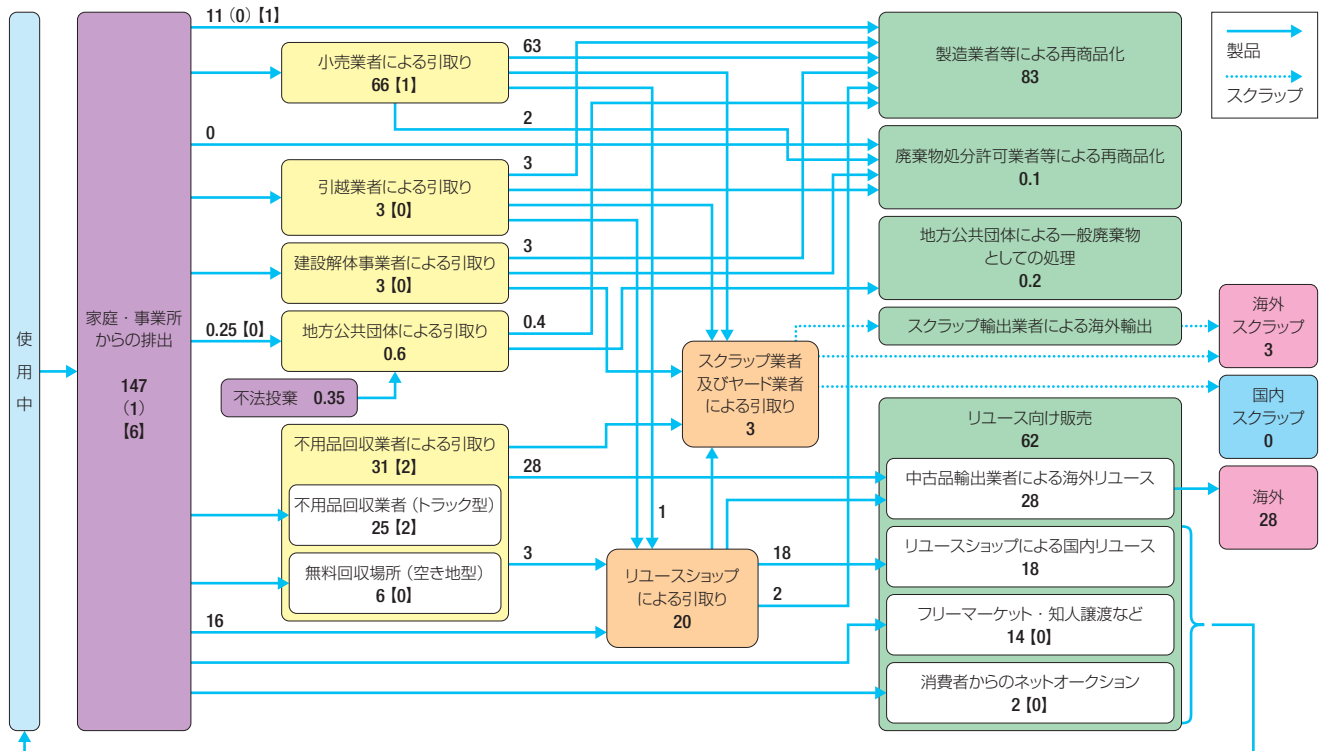 使
用
中
家庭・事業所
からの排出
147
(1)
【6】
11 (0)【1】
小売業者による引取り
66【1】
63
2
0
引越業者による引取り
3【0】
3
建設解体事業者による引取り
3【0】
3
0.25【0】
地方公共団体による引取り
0.6
0.4
不法投棄 0.35
不用品回収業者による引取り
31【2】
28
不用品回収業者（トラック型）
25【2】
無料回収場所（空き地型）
6【0】
3
16
1
スクラップ業者
及びヤード業者
による引取り
3
リユースショップ
による引取り
20
18
2
製造業者等による再商品化
83
廃棄物処分許可業者等による再商品化
0.1
地方公共団体による一般廃棄物
としての処理
0.2
スクラップ輸出業者による海外輸出
リユース向け販売
62
中古品輸出業者による海外リユース
28
リユースショップによる国内リユース
18
フリーマーケット・知人譲渡など
14【0】
消費者からのネットオークション
2【0】
製品
スクラップ
海外
スクラップ
3
国内
スクラップ
0
海外
28